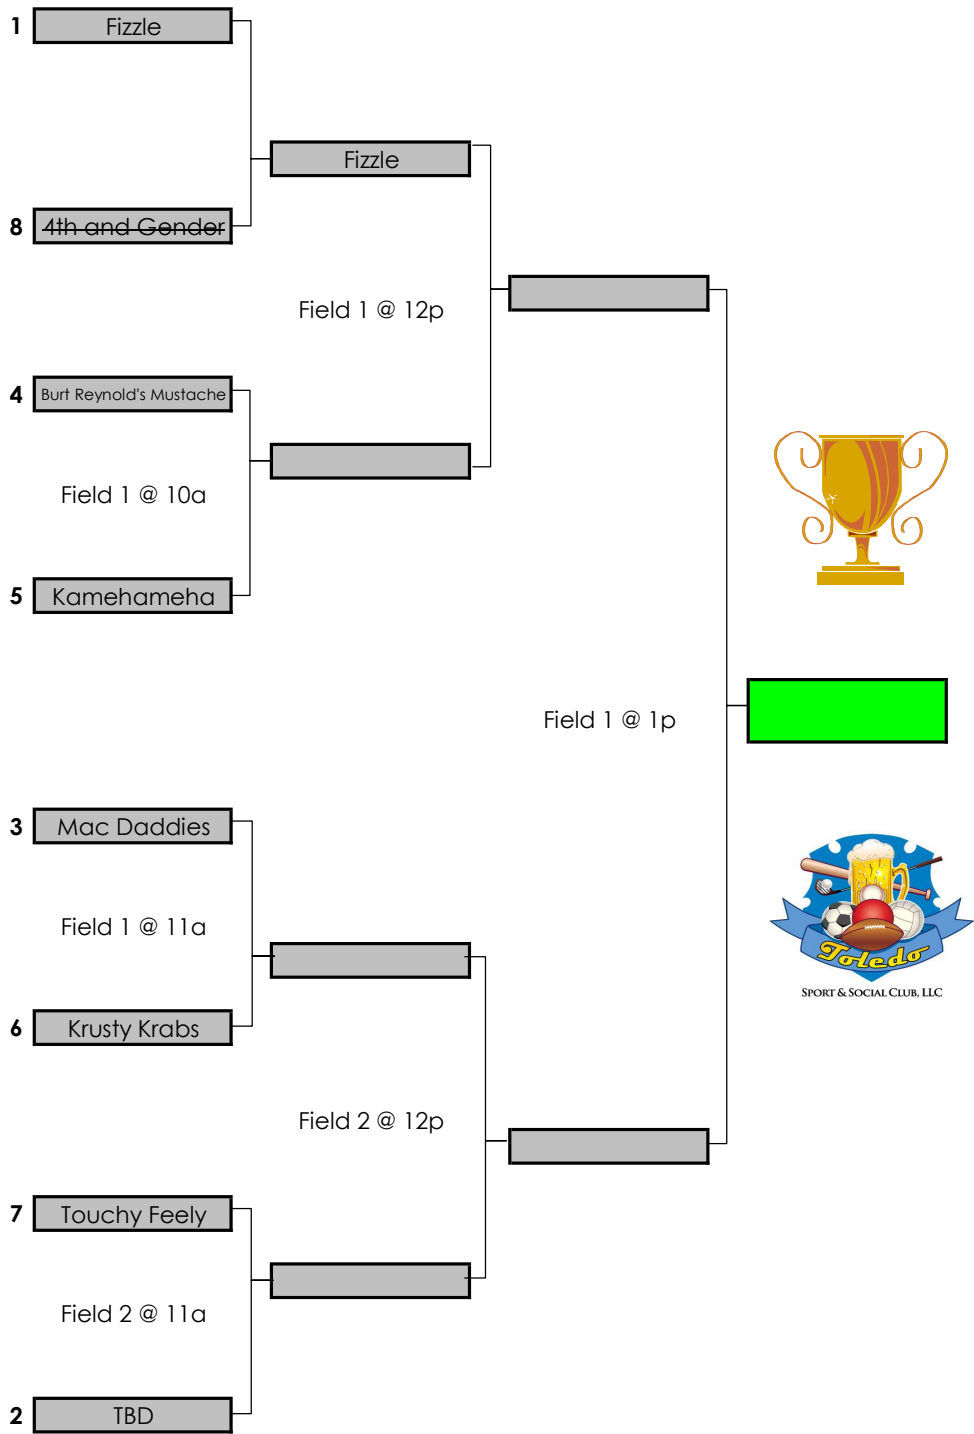 1 Fizzle
Fizzle
8 4th and Gender
Field 1 @ 12p
4 Burt Reynold's Mustache
Field 1 @ 10a
5 Kamehameha
Field 1 @ 1p
3 Mac Daddies
Field 1 @ 11a
Toledo
SPORT & SOCIAL CLUB, LLC
6 Krusty Krabs
Field 2 @ 12p
7 Touchy Feely
Field 2 @ 11a
2 TBD